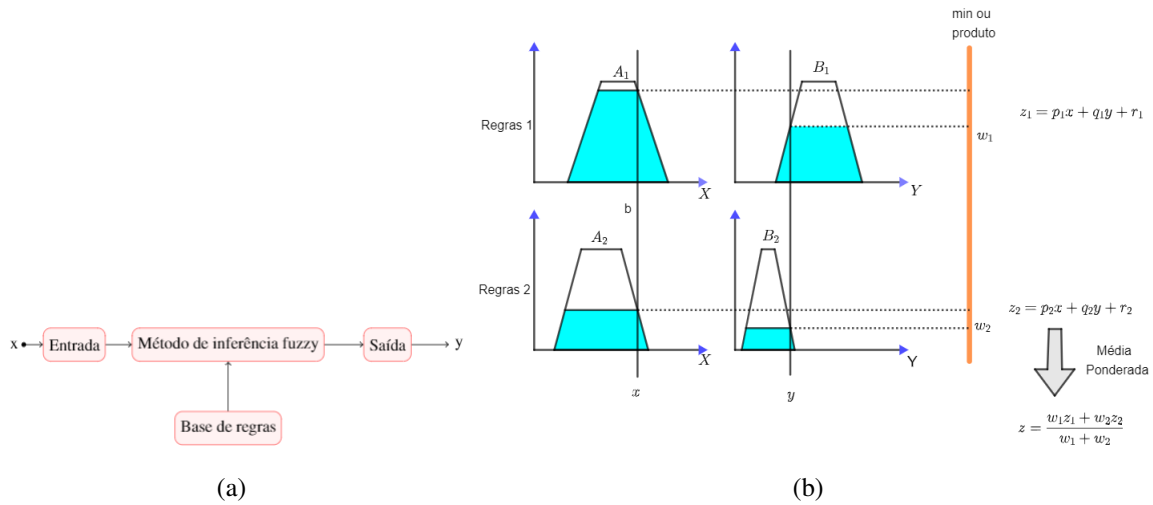 x
Entrada
Método de inferência fuzzy
Saída
y
Base de regras
(a)
min ou
produto
A₁
B₁
Regras 1
w₁
z₁ = p₁x + q₁y + r₁
X
Y
b
A₂
B₂
Regras 2
w₂
z₂ = p₂x + q₂y + r₂
X
Y
x
y
Média
Ponderada
z = (w₁z₁ + w₂z₂) / (w₁ + w₂)
(b)